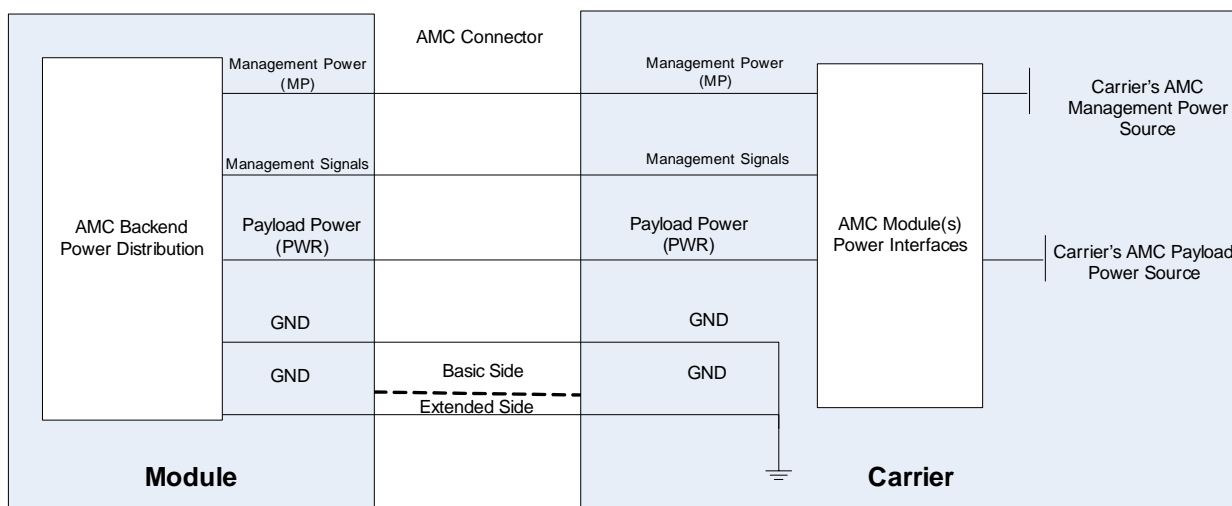 AMC Connector
Management Power
(MP)
Management Power
(MP)
Carrier's AMC
Management Power
Source
Management Signals
Management Signals
AMC Backend
Power Distribution
Payload Power
(PWR)
Payload Power
(PWR)
AMC Module(s)
Power Interfaces
Carrier's AMC Payload
Power Source
GND
GND
GND
Basic Side
GND
Extended Side
Module
Carrier